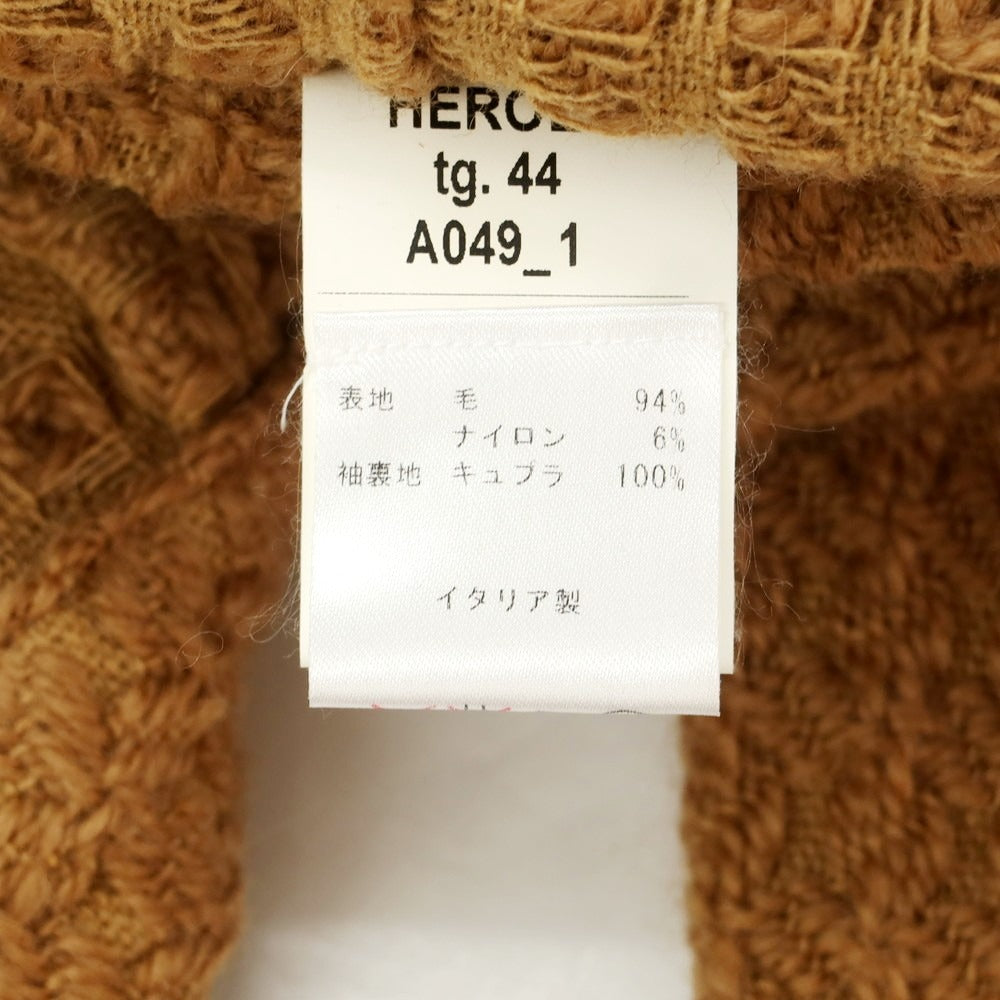 tg. 44
A049_1
表地 毛 94%
ナイロン 6%
袖裏地 キュプラ 100%
イタリア製